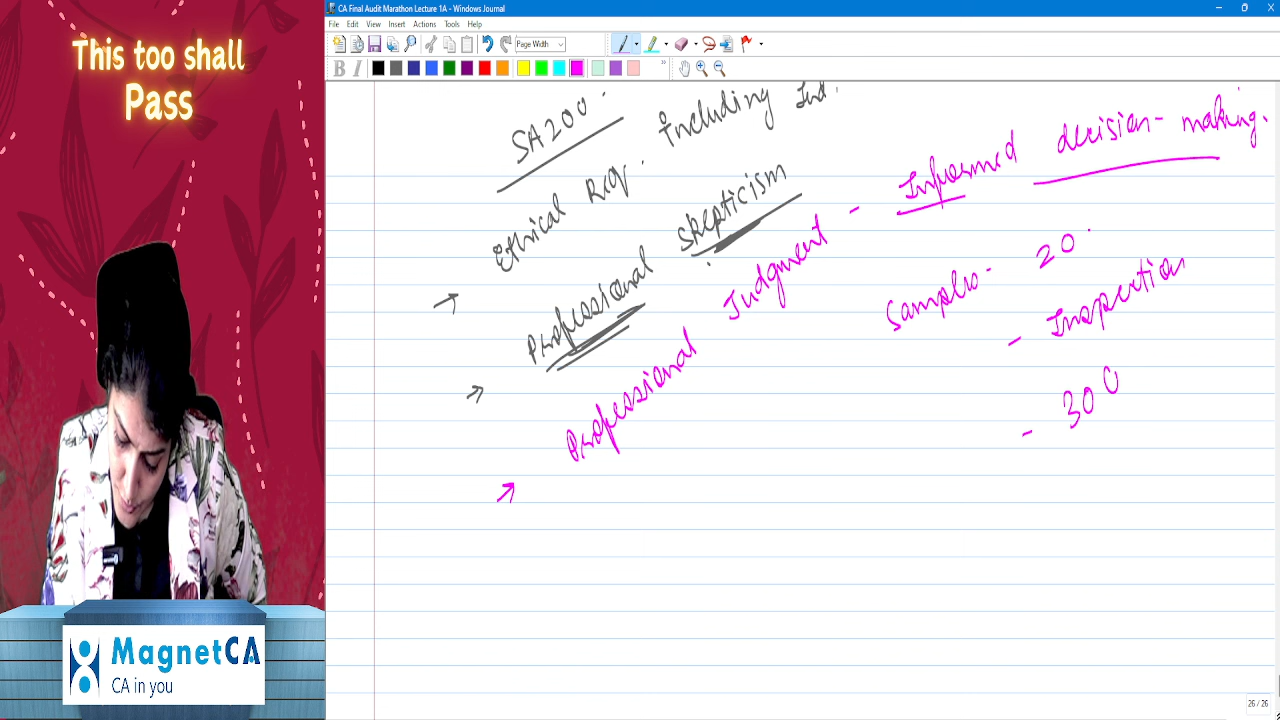 This too shall
Pass
MagnetCA
CA in you
CA Final Audit Marathon Lecture 1A - Windows Journal
File Edit View Insert Actions Tools Help
Page Width
B I
SA200.
Ethical Req. Including Ind.
→ Professional Skepticism
→ Professional Judgment - Informed decision-making.
Samples- 20.
- Inspection
- 300
→
26 / 26